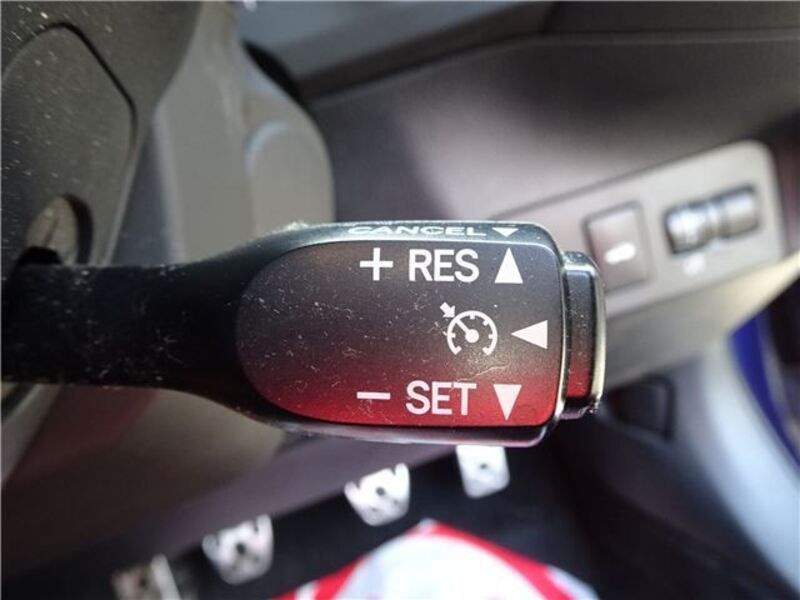 CANCEL ▼
+ RES ▲
◀
− SET ▼